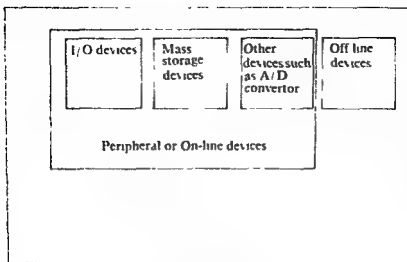 I/O devices
Mass
storage
devices
Other
devices such
as A/D
convertor
Off line
devices
Peripheral or On-line devices